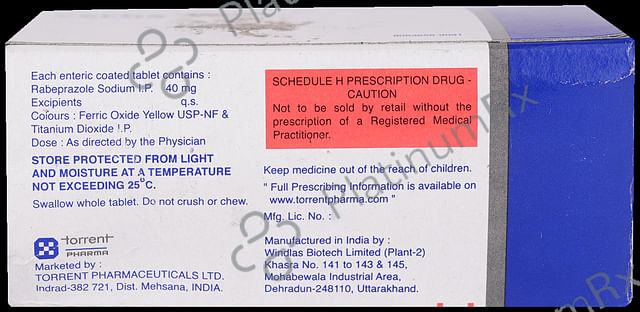 Each enteric coated tablet contains :
Rabeprazole Sodium I.P. 40 mg
Excipients q.s.
Colours : Ferric Oxide Yellow USP-NF &
Titanium Dioxide I.P.
Dose : As directed by the Physician
STORE PROTECTED FROM LIGHT
AND MOISTURE AT A TEMPERATURE
NOT EXCEEDING 25°C.
Swallow whole tablet. Do not crush or chew.
torrent
PHARMA
Marketed by :
TORRENT PHARMACEUTICALS LTD.
Indrad-382 721, Dist. Mehsana, INDIA.
SCHEDULE H PRESCRIPTION DRUG -
CAUTION
Not to be sold by retail without the
prescription of a Registered Medical
Practitioner.
Keep medicine out of the reach of children.
" Full Prescribing Information is available on
www.torrentpharma.com "
Mfg. Lic. No. :
Manufactured in India by :
Windlas Biotech Limited (Plant-2)
Khasra No. 141 to 143 & 145,
Mohabewala Industrial Area,
Dehradun-248110, Uttarakhand.
PlatinumRx
PlatinumRx